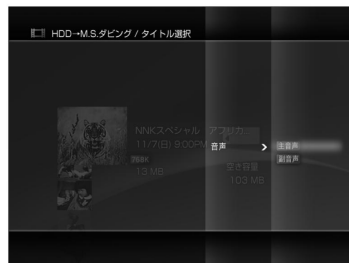 HDD→M.S.ダビング / タイトル選択
NNKスペシャル アフリカ
11/7(日) 9:00PM
音声
主音声
副音声
13 MB
空き容量
103 MB